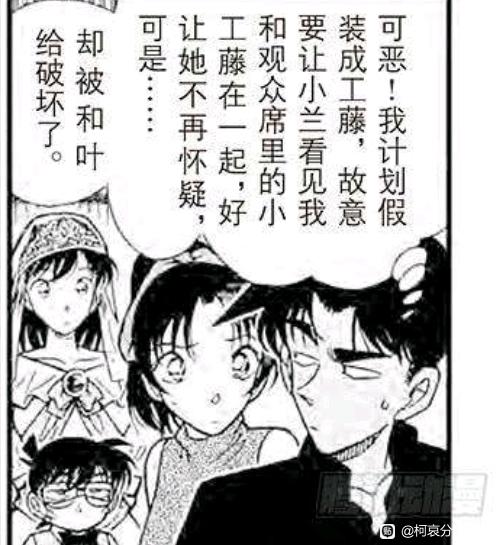 可恶！我计划假
装成工藤，故意
要让小兰看见我
和观众席里的小
工藤在一起，好
让她不再怀疑，
可是……
却被和叶
给破坏了。
@柯哀分